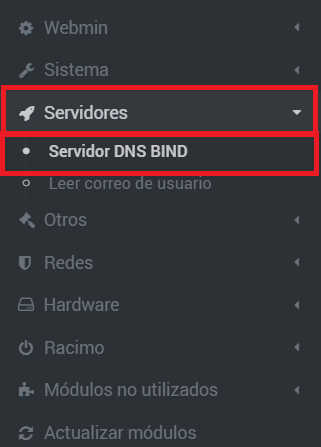 Webmin
Sistema
Servidores
Servidor DNS BIND
Leer correo de usuario
Otros
Redes
Hardware
Racimo
Módulos no utilizados
Actualizar módulos